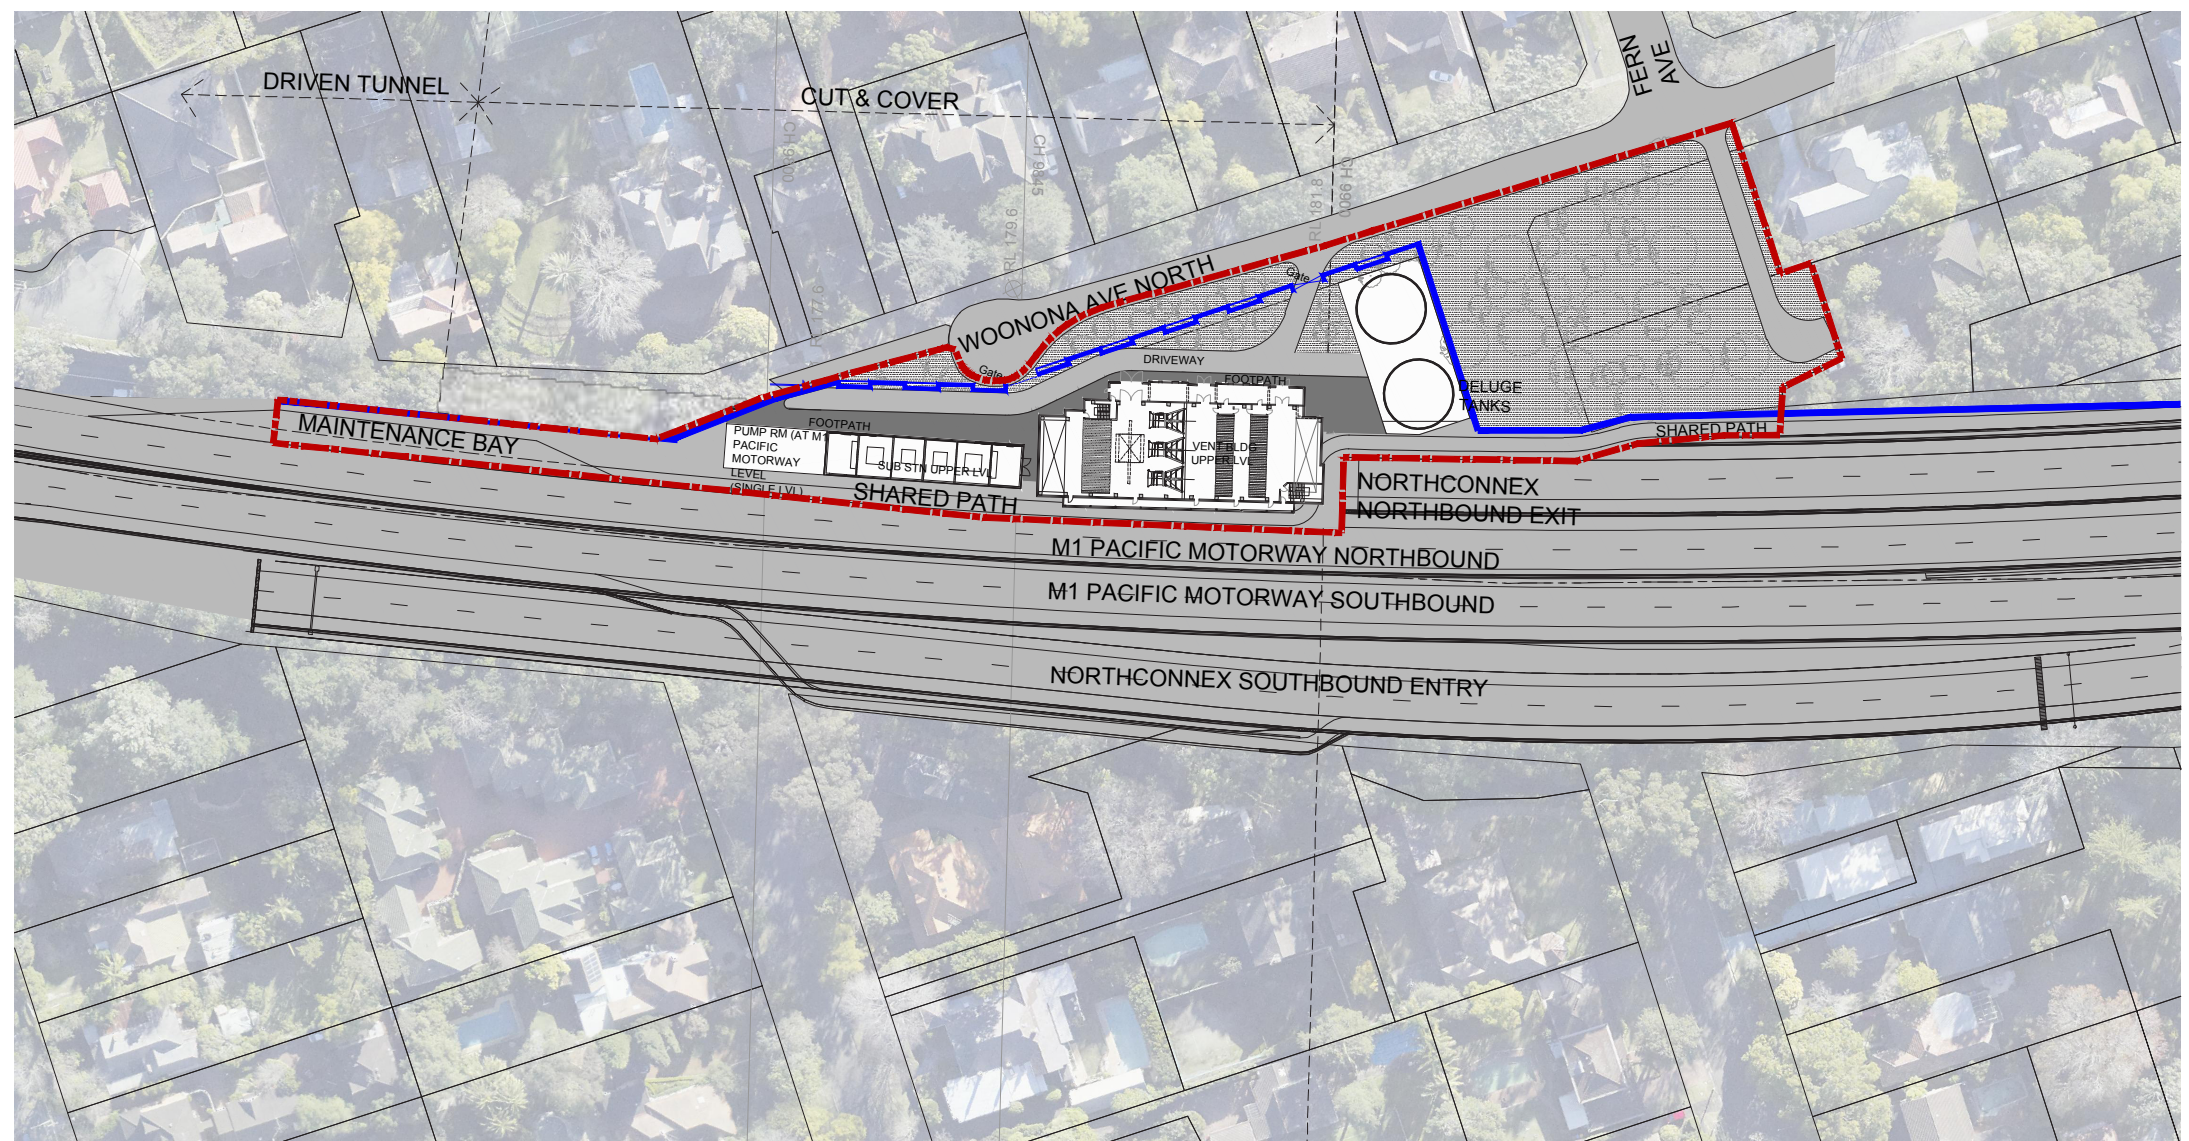 FERN
AVE
DRIVEN TUNNEL
CUT & COVER
CH 9845
CH 9900
RL 181.8
RL 179.6
WOONONA AVE NORTH
Gate
Gate
DRIVEWAY
FOOTPATH
DELUGE
TANKS
FOOTPATH
SHARED PATH
MAINTENANCE BAY
PUMP RM (AT M1
PACIFIC
MOTORWAY
LEVEL
(SINGLE LVL)
SUB STN UPPER LVL
VENT BLDG
UPPER LVL
SHARED PATH
NORTHCONNEX
NORTHBOUND EXIT
M1 PACIFIC MOTORWAY NORTHBOUND
M1 PACIFIC MOTORWAY SOUTHBOUND
NORTHCONNEX SOUTHBOUND ENTRY